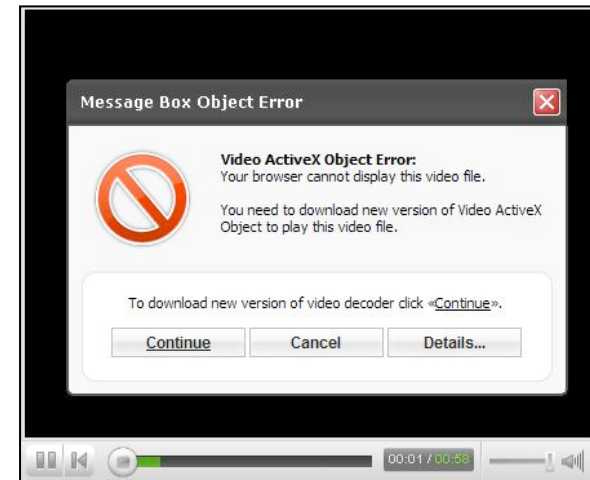 Message Box Object Error
Video ActiveX Object Error:
Your browser cannot display this video file.
You need to download new version of Video ActiveX
Object to play this video file.
To download new version of video decoder click «Continue».
Continue Cancel Details...
00:01 / 00:58